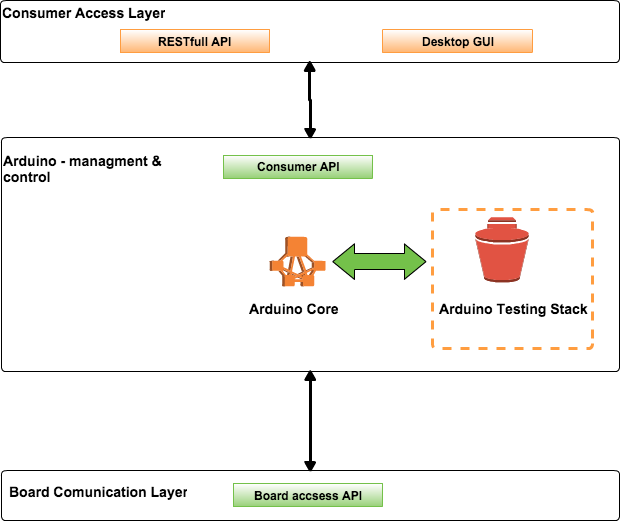 Consumer Access Layer
RESTfull API
Desktop GUI
Arduino - managment &
control
Consumer API
Arduino Core
Arduino Testing Stack
Board Comunication Layer
Board accsess API